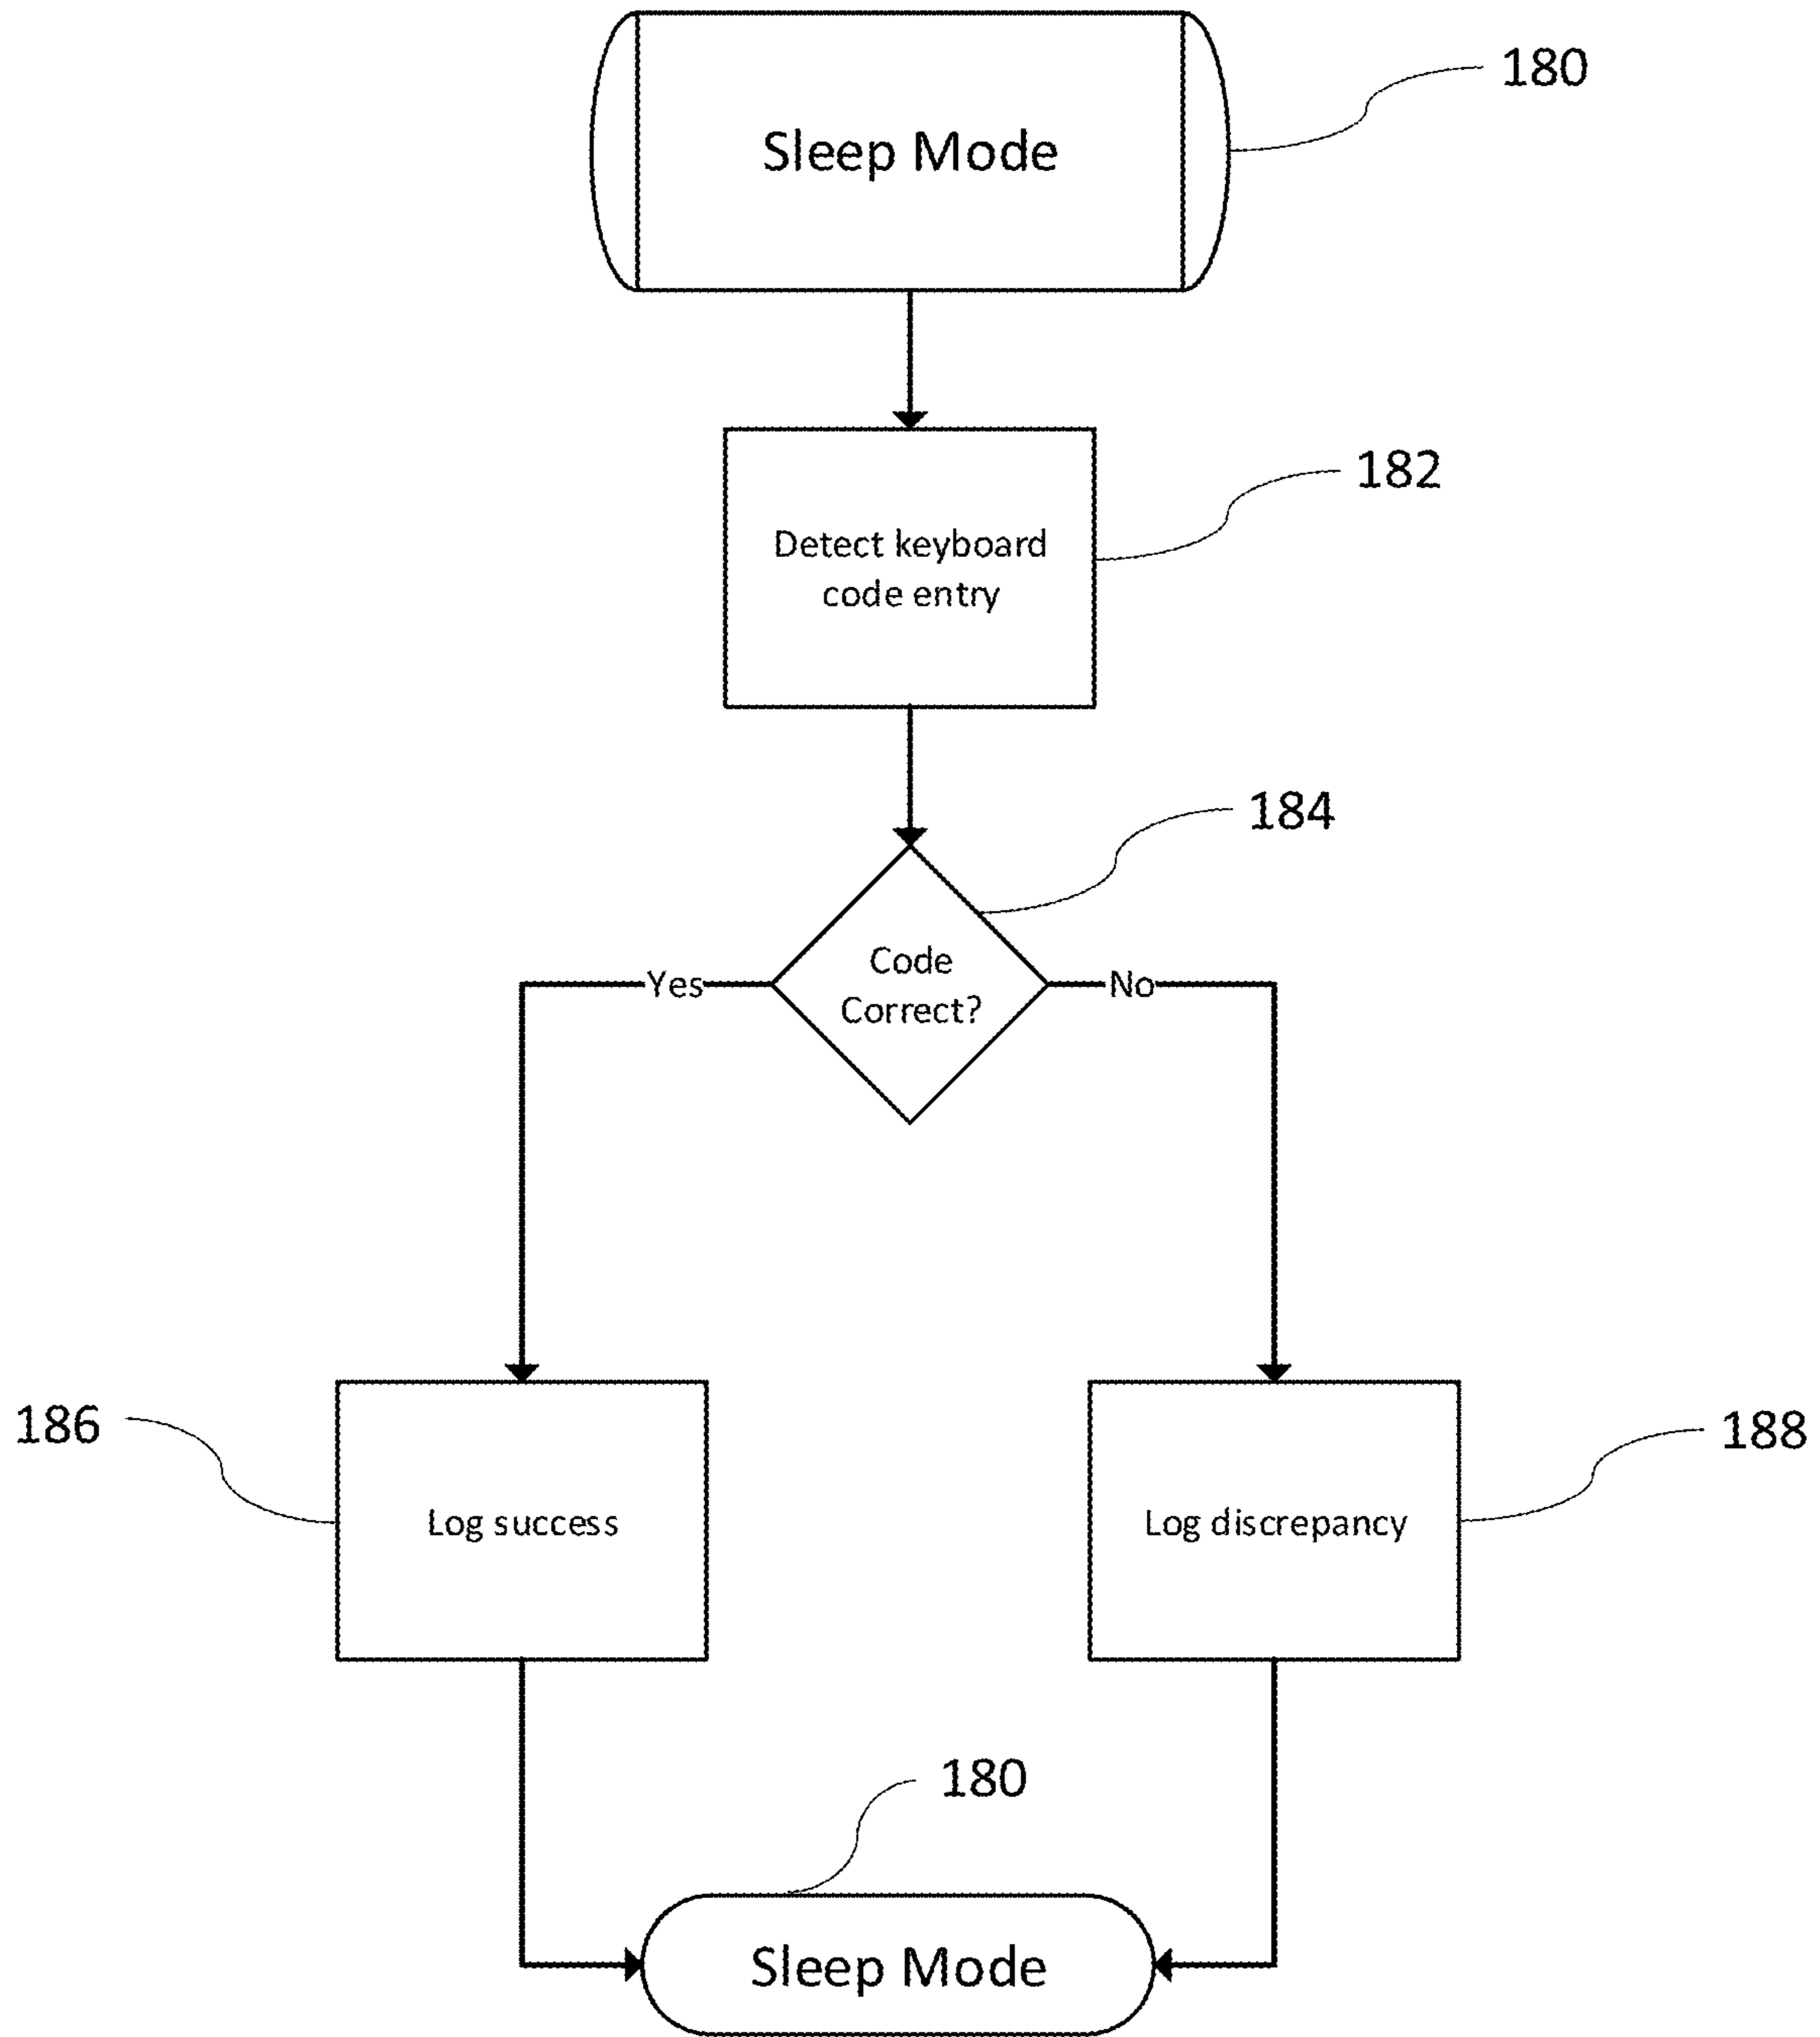 180
Sleep Mode
182
Detect keyboard
code entry
184
Code
Correct?
Yes
No
186
188
Log success
Log discrepancy
180
Sleep Mode